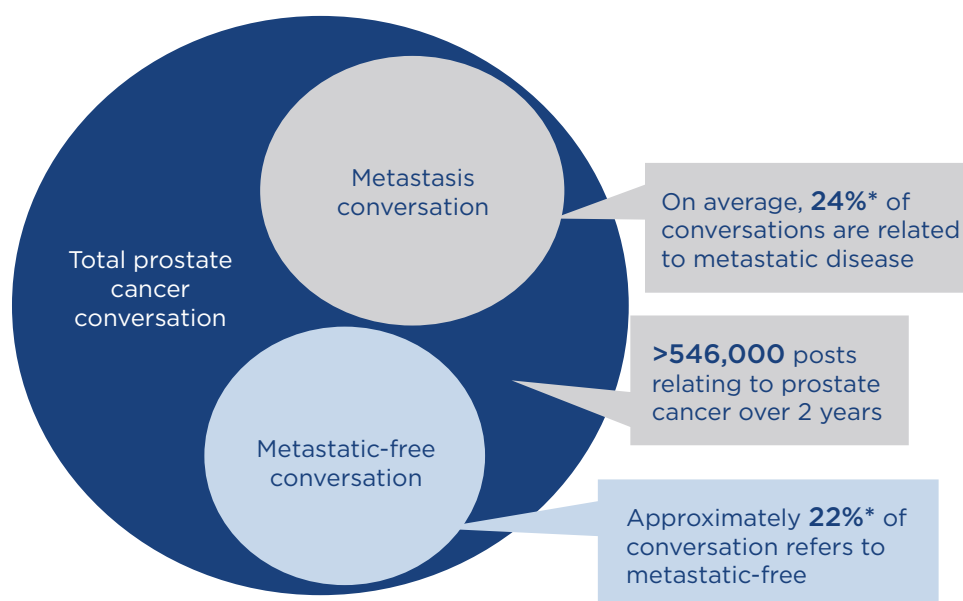 Metastasis
conversation
On average, 24%* of
conversations are related
to metastatic disease
Total prostate
cancer
conversation
>546,000 posts
relating to prostate
cancer over 2 years
Metastatic-free
conversation
Approximately 22%* of
conversation refers to
metastatic-free